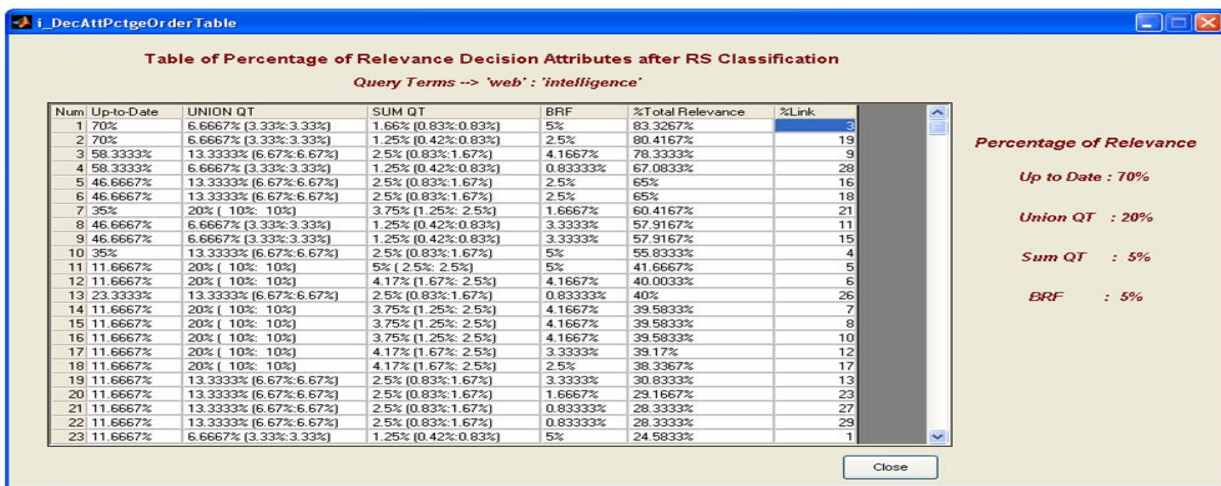 i_DecAttPctgeOrderTable
Table of Percentage of Relevance Decision Attributes after RS Classification
Query Terms --> 'web' : 'intelligence'
Num Up-to-Date UNION QT SUM QT BRF %Total Relevance %Link
1 70% 6.6667% (3.33%:3.33%) 1.66% (0.83%:0.83%) 5% 83.3267% 3
2 70% 6.6667% (3.33%:3.33%) 1.25% (0.42%:0.83%) 2.5% 80.4167% 19
3 58.3333% 13.3333% (6.67%:6.67%) 2.5% (0.83%:1.67%) 4.1667% 78.3333% 9
4 58.3333% 6.6667% (3.33%:3.33%) 1.25% (0.42%:0.83%) 0.83333% 67.0833% 28
5 46.6667% 13.3333% (6.67%:6.67%) 2.5% (0.83%:1.67%) 2.5% 65% 16
6 46.6667% 13.3333% (6.67%:6.67%) 2.5% (0.83%:1.67%) 2.5% 65% 18
7 35% 20% ( 10%: 10%) 3.75% (1.25%: 2.5%) 1.6667% 60.4167% 21
8 46.6667% 6.6667% (3.33%:3.33%) 1.25% (0.42%:0.83%) 3.3333% 57.9167% 11
9 46.6667% 6.6667% (3.33%:3.33%) 1.25% (0.42%:0.83%) 3.3333% 57.9167% 15
10 35% 13.3333% (6.67%:6.67%) 2.5% (0.83%:1.67%) 5% 55.8333% 4
11 11.6667% 20% ( 10%: 10%) 5% ( 2.5%: 2.5%) 5% 41.6667% 5
12 11.6667% 20% ( 10%: 10%) 4.17% (1.67%: 2.5%) 4.1667% 40.0033% 6
13 23.3333% 13.3333% (6.67%:6.67%) 2.5% (0.83%:1.67%) 0.83333% 40% 26
14 11.6667% 20% ( 10%: 10%) 3.75% (1.25%: 2.5%) 4.1667% 39.5833% 7
15 11.6667% 20% ( 10%: 10%) 3.75% (1.25%: 2.5%) 4.1667% 39.5833% 8
16 11.6667% 20% ( 10%: 10%) 3.75% (1.25%: 2.5%) 4.1667% 39.5833% 10
17 11.6667% 20% ( 10%: 10%) 4.17% (1.67%: 2.5%) 3.3333% 39.17% 12
18 11.6667% 20% ( 10%: 10%) 4.17% (1.67%: 2.5%) 2.5% 38.3367% 17
19 11.6667% 13.3333% (6.67%:6.67%) 2.5% (0.83%:1.67%) 3.3333% 30.8333% 13
20 11.6667% 13.3333% (6.67%:6.67%) 2.5% (0.83%:1.67%) 1.6667% 29.1667% 23
21 11.6667% 13.3333% (6.67%:6.67%) 2.5% (0.83%:1.67%) 0.83333% 28.3333% 27
22 11.6667% 13.3333% (6.67%:6.67%) 2.5% (0.83%:1.67%) 0.83333% 28.3333% 29
23 11.6667% 6.6667% (3.33%:3.33%) 1.25% (0.42%:0.83%) 5% 24.5833% 1
Percentage of Relevance
Up to Date : 70%
Union QT : 20%
Sum QT : 5%
BRF : 5%
Close